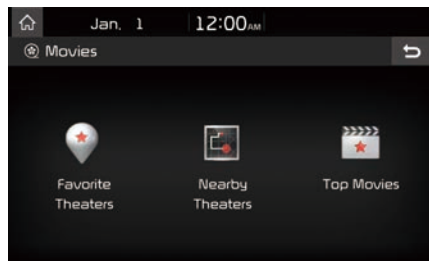 Jan. 1 12:00AM
Movies
Favorite Theaters
Nearby Theaters
Top Movies